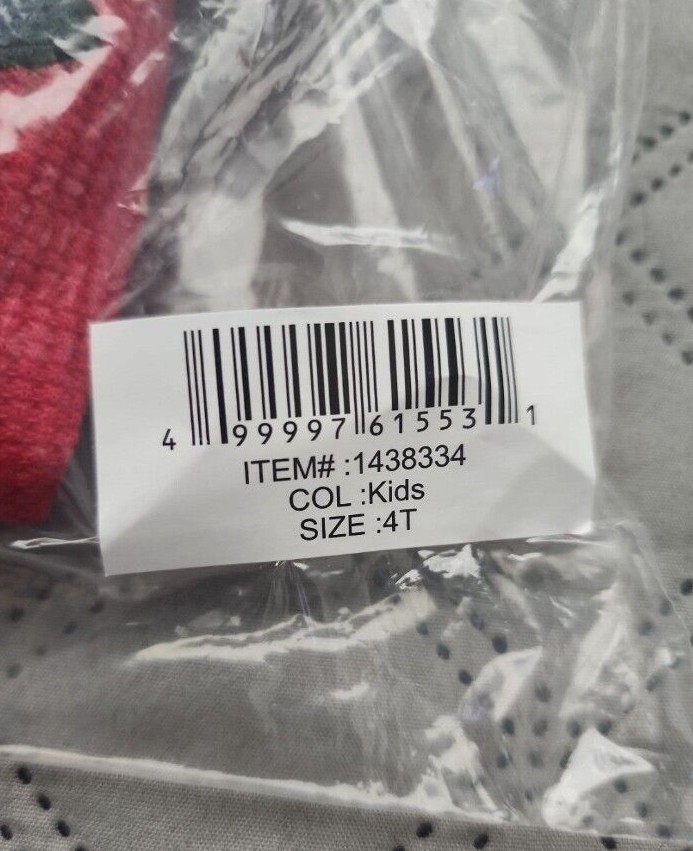 4 99997 61553 1
ITEM# :1438334
COL :Kids
SIZE :4T